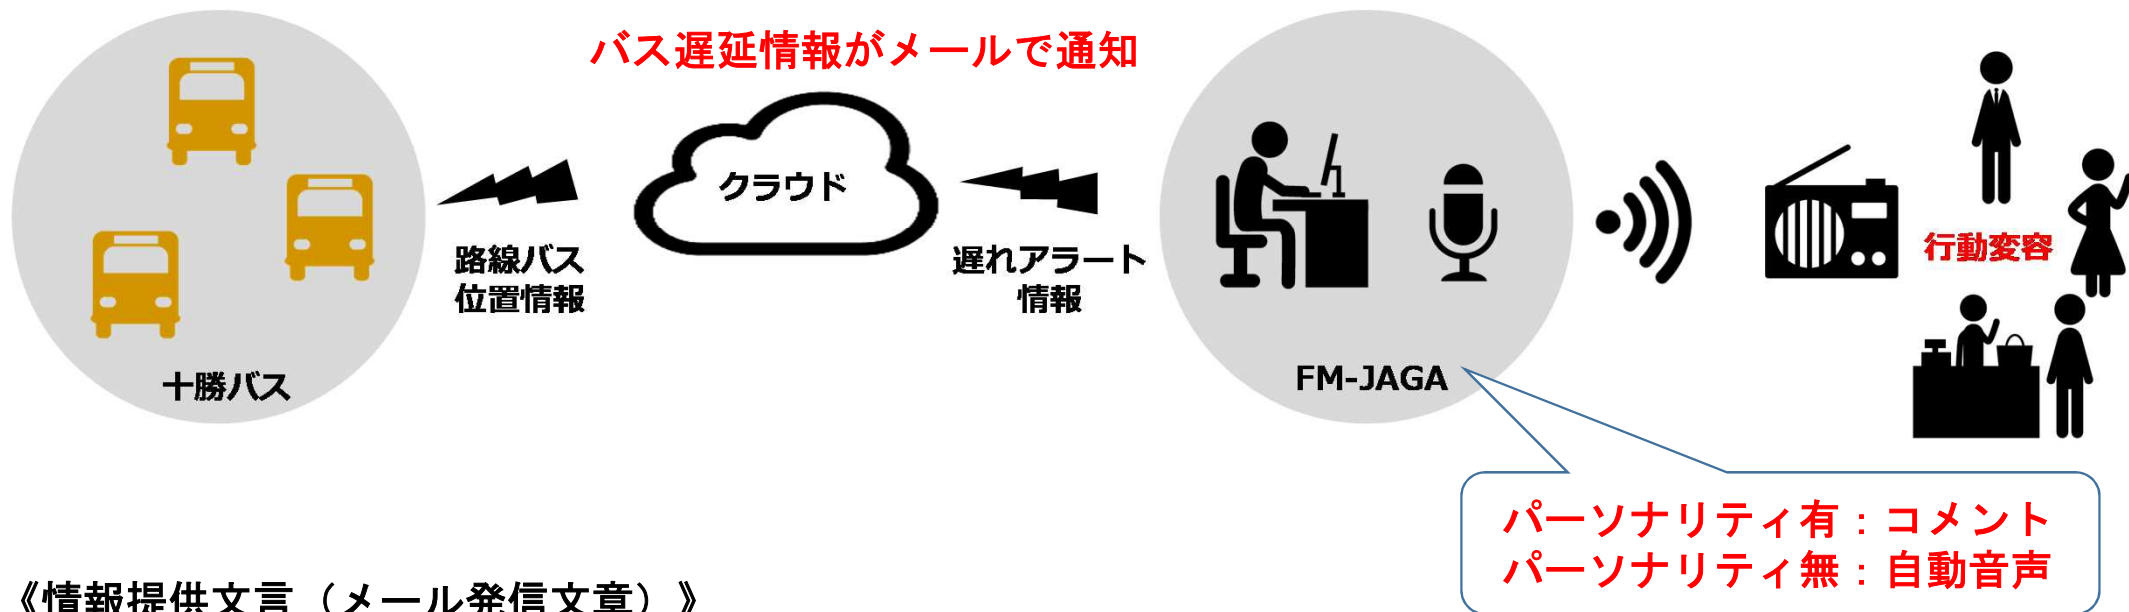 バス遅延情報がメールで通知
クラウド
路線バス
位置情報
遅れアラート
情報
行動変容
十勝バス
FM-JAGA
パーソナリティ有：コメント
パーソナリティ無：自動音声
《情報提供文言（メール発信文章）》